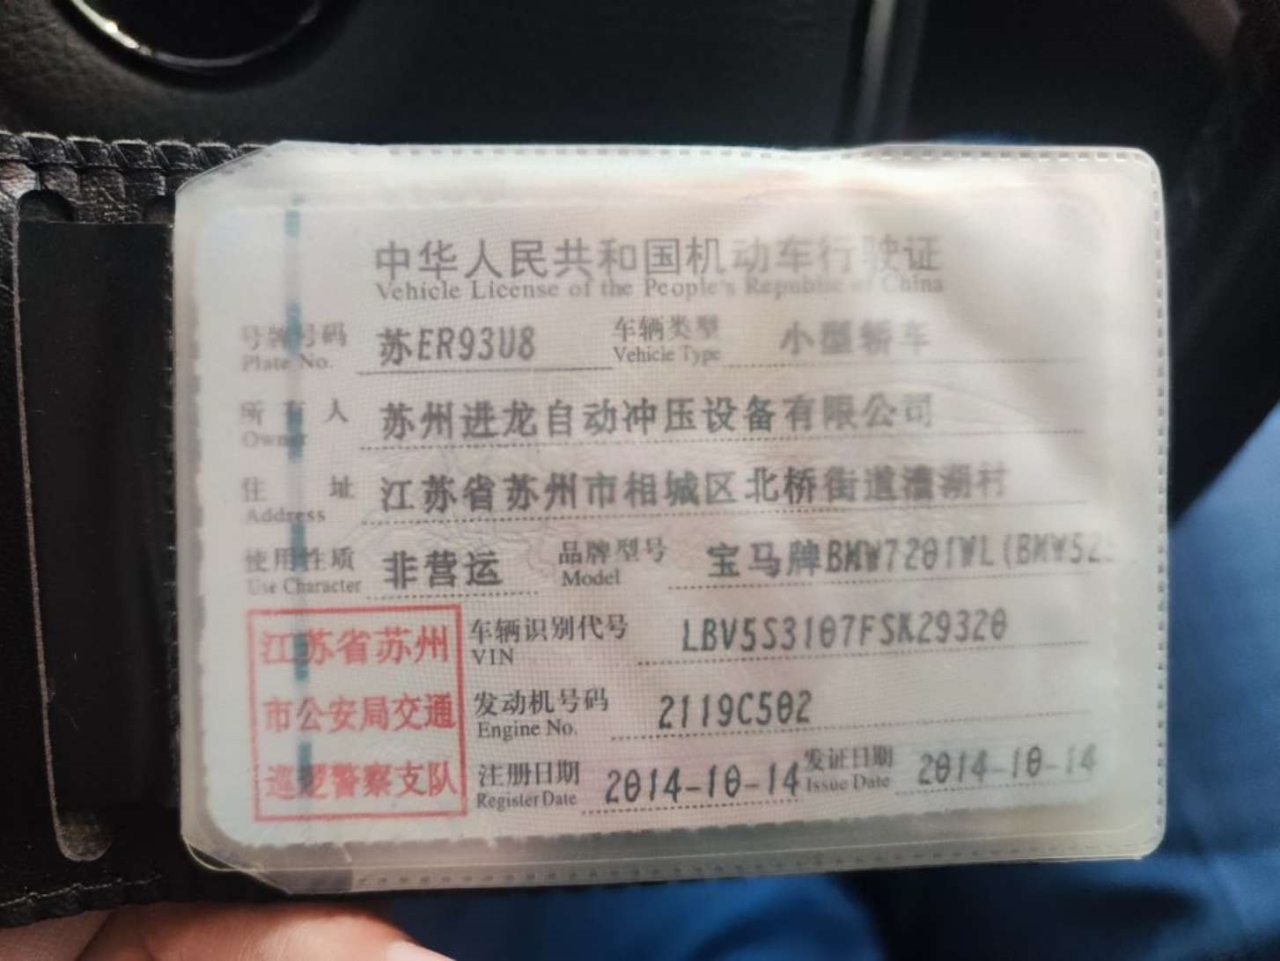 中华人民共和国机动车行驶证
Vehicle License of the People's Republic of China
号牌号码 苏ER93U8 车辆类型 小型轿车
Plate No. Vehicle Type
所有人 苏州进龙自动冲压设备有限公司
Owner
住址 江苏省苏州市相城区北桥街道漕湖村
Address
使用性质 非营运 品牌型号 宝马牌BMW7201WL(BMW525
Use Character Model
江苏省苏州 车辆识别代号 LBV5S3107FSK29320
VIN
市公安局交通 发动机号码 2119C502
Engine No.
巡逻警察支队 注册日期 2014-10-14 发证日期 2014-10-14
Register Date Issue Date